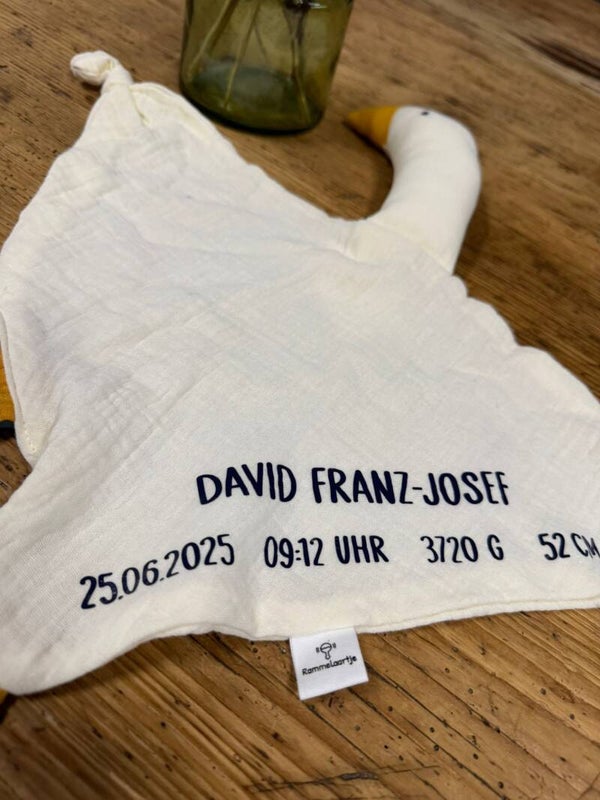 DAVID FRANZ-JOSEF
25.06.2025 09:12 UHR 3720 G 52 CM
Rammelaartje